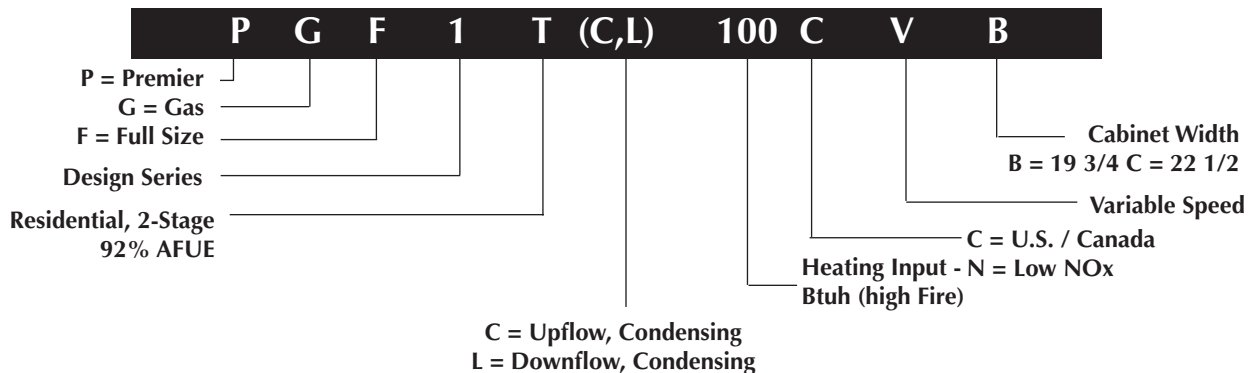 P G F 1 T (C,L) 100 C V B
P = Premier
G = Gas
F = Full Size
Design Series
Residential, 2-Stage
92% AFUE
C = Upflow, Condensing
L = Downflow, Condensing
Heating Input -
Btuh (high Fire)
C = U.S. / Canada
N = Low NOx
Variable Speed
Cabinet Width
B = 19 3/4 C = 22 1/2